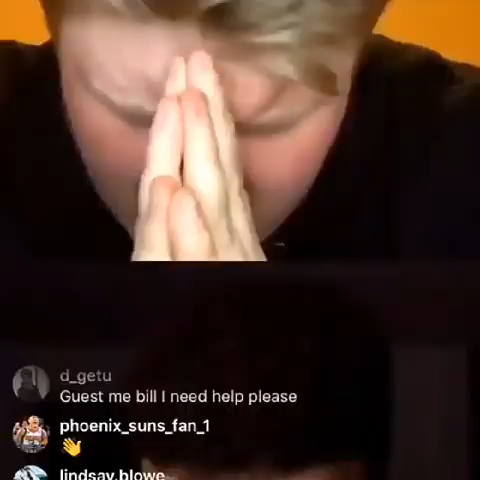 d_getu
Guest me bill I need help please
phoenix_suns_fan_1
👋
lindsay.blowe